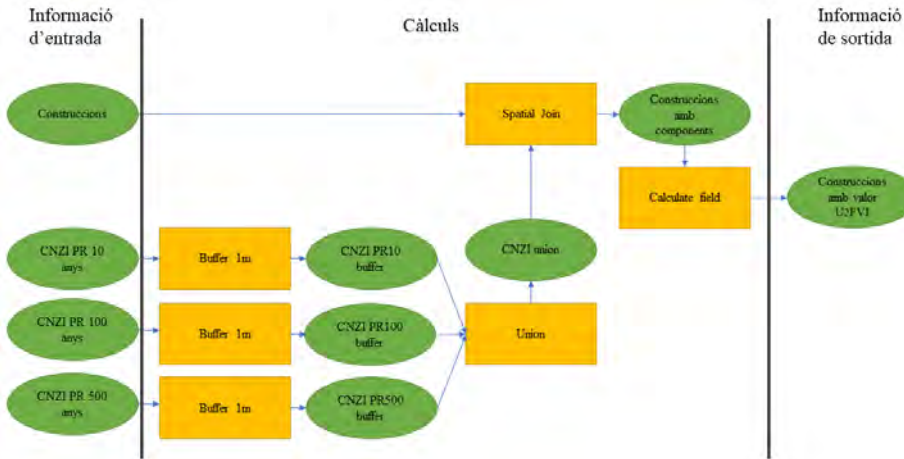 Informació
d’entrada
Càlculs
Informació
de sortida
Construccions
Spatial Join
Construccions
amb
components
Calculate field
Construccions
amb valor
U2FVI
CNZI PR 10
anys
Buffer 1m
CNZI PR10
buffer
CNZI union
CNZI PR 100
anys
Buffer 1m
CNZI PR100
buffer
Union
CNZI PR 500
anys
Buffer 1m
CNZI PR500
buffer